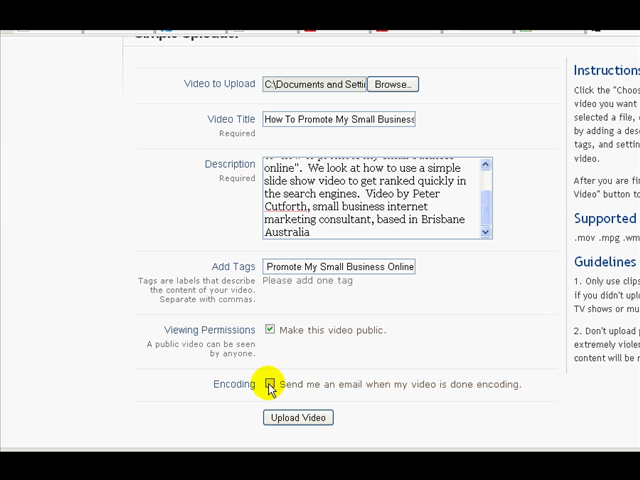 Simple Uploader
Video to Upload
C:\Documents and Setti
Browse...
Video Title
Required
How To Promote My Small Business
Description
Required
online". We look at how to use a simple
slide show video to get ranked quickly in
the search engines. Video by Peter
Cutforth, small business internet
marketing consultant, based in Brisbane
Australia
Add Tags
Promote My Small Business Online
Please add one tag
Tags are labels that describe
the content of your video.
Separate with commas.
Viewing Permissions
Make this video public.
A public video can be seen
by anyone.
Encoding
Send me an email when my video is done encoding.
Upload Video
Instructions
Click the "Choos
video you want
selected a file,
by adding a des
tags, and settin
video.
After you are fin
Video" button to
Supported
.mov .mpg .wm
Guidelines
1. Only use clips
if you didn't uplo
TV shows or mu
2. Don't upload p
extremely violen
content will be r